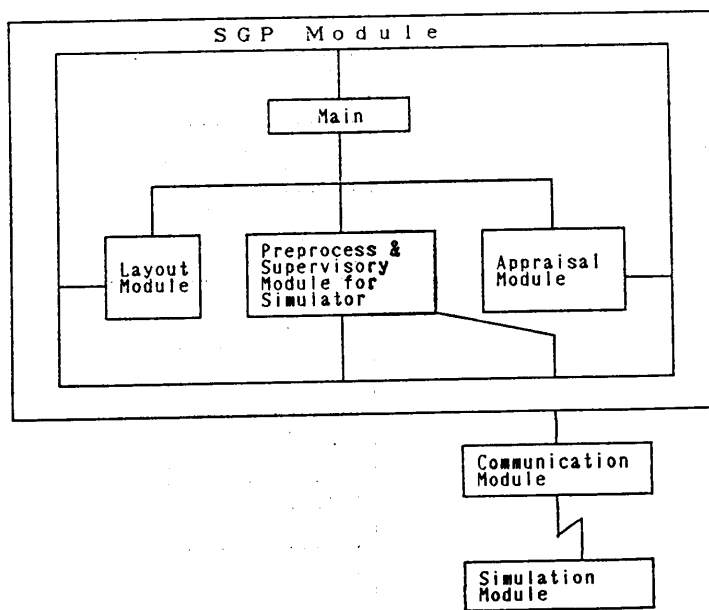 SGP Module
Main
Layout
Module
Preprocess &
Supervisory
Module for
Simulator
Appraisal
Module
Communication
Module
Simulation
Module